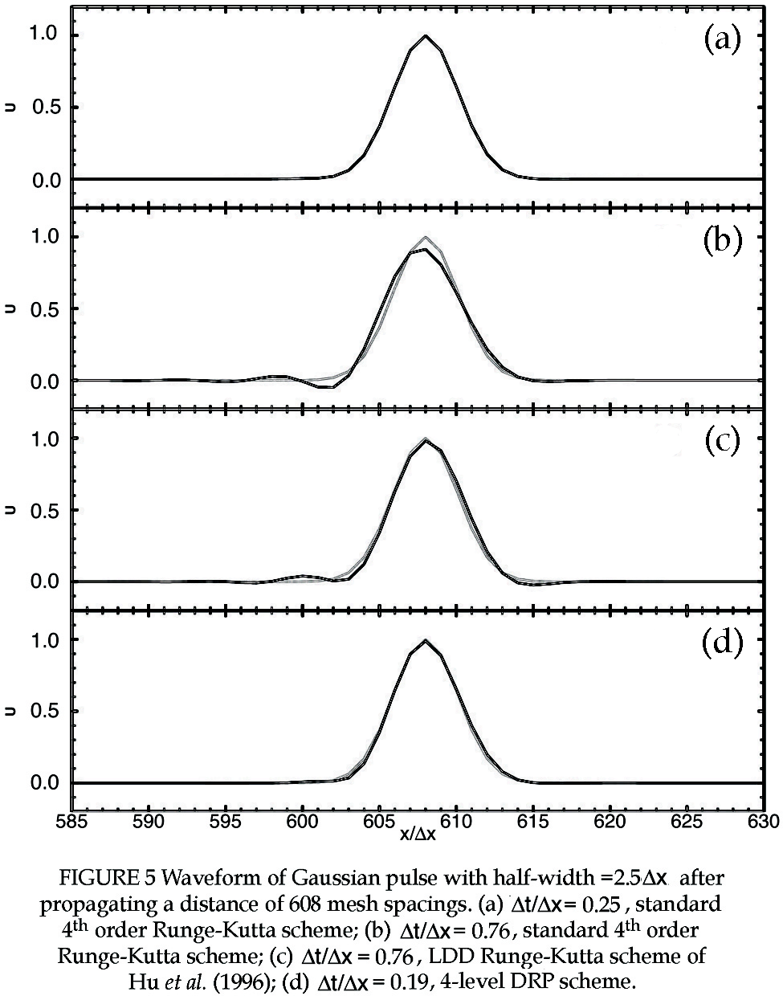 (a)
1.0
0.5
0.0
u
(b)
1.0
0.5
0.0
u
(c)
1.0
0.5
0.0
u
(d)
1.0
0.5
0.0
u
585 590 595 600 605 610 615 620 625 630
x/Δx
FIGURE 5 Waveform of Gaussian pulse with half-width =2.5Δx after
propagating a distance of 608 mesh spacings. (a) Δt/Δx = 0.25 , standard
4th order Runge-Kutta scheme; (b) Δt/Δx = 0.76, standard 4th order
Runge-Kutta scheme; (c) Δt/Δx = 0.76 , LDD Runge-Kutta scheme of
Hu et al. (1996); (d) Δt/Δx = 0.19, 4-level DRP scheme.